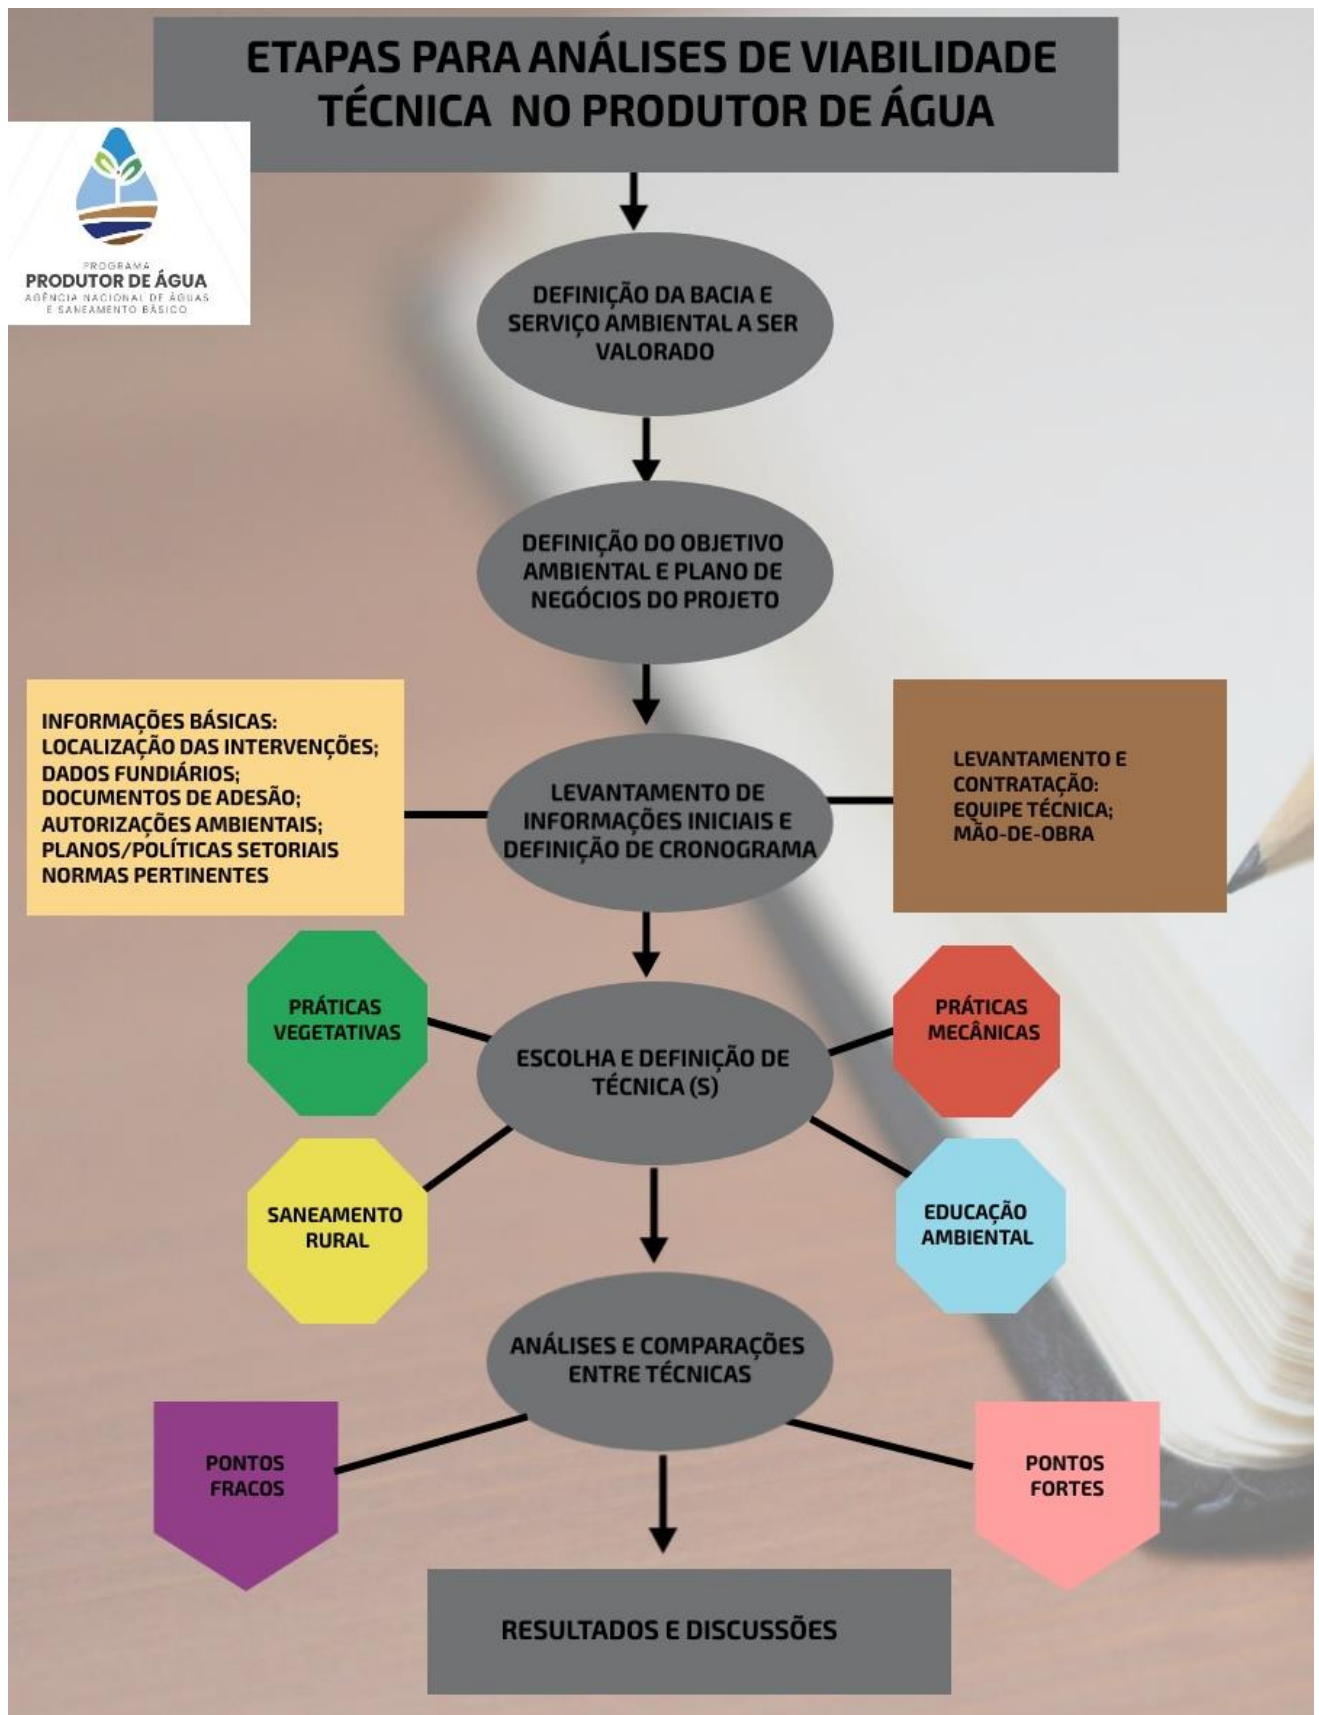 ETAPAS PARA ANÁLISES DE VIABILIDADE
TÉCNICA NO PRODUTOR DE ÁGUA
PROGRAMA
PRODUTOR DE ÁGUA
AGÊNCIA NACIONAL DE ÁGUAS
E SANEAMENTO BÁSICO
DEFINIÇÃO DA BACIA E
SERVIÇO AMBIENTAL A SER
VALORADO
DEFINIÇÃO DO OBJETIVO
AMBIENTAL E PLANO DE
NEGÓCIOS DO PROJETO
INFORMAÇÕES BÁSICAS:
LOCALIZAÇÃO DAS INTERVENÇÕES;
DADOS FUNDIÁRIOS;
DOCUMENTOS DE ADESÃO;
AUTORIZAÇÕES AMBIENTAIS;
PLANOS/POLÍTICAS SETORIAIS
NORMAS PERTINENTES
LEVANTAMENTO DE
INFORMAÇÕES INICIAIS E
DEFINIÇÃO DE CRONOGRAMA
LEVANTAMENTO E
CONTRATAÇÃO:
EQUIPE TÉCNICA;
MÃO-DE-OBRA
PRÁTICAS
VEGETATIVAS
ESCOLHA E DEFINIÇÃO DE
TÉCNICA (S)
PRÁTICAS
MECÂNICAS
SANEAMENTO
RURAL
EDUCAÇÃO
AMBIENTAL
ANÁLISES E COMPARAÇÕES
ENTRE TÉCNICAS
PONTOS
FRACOS
PONTOS
FORTES
RESULTADOS E DISCUSSÕES